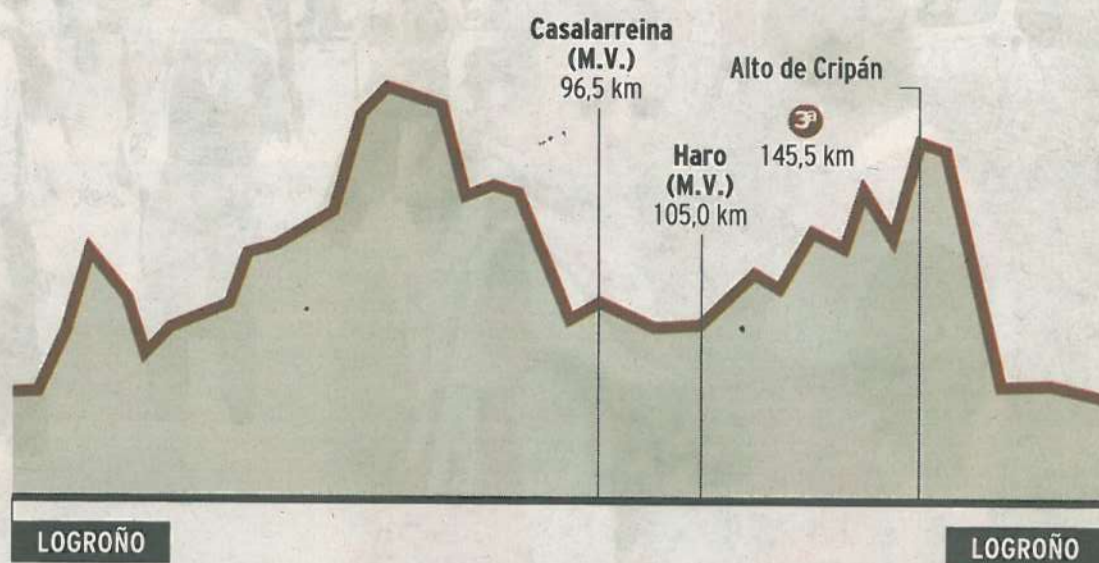 Casalarreina
(M.V.)
96,5 km
Haro
(M.V.)
105,0 km
Alto de Cripán
3ª
145,5 km
LOGROÑO
LOGROÑO